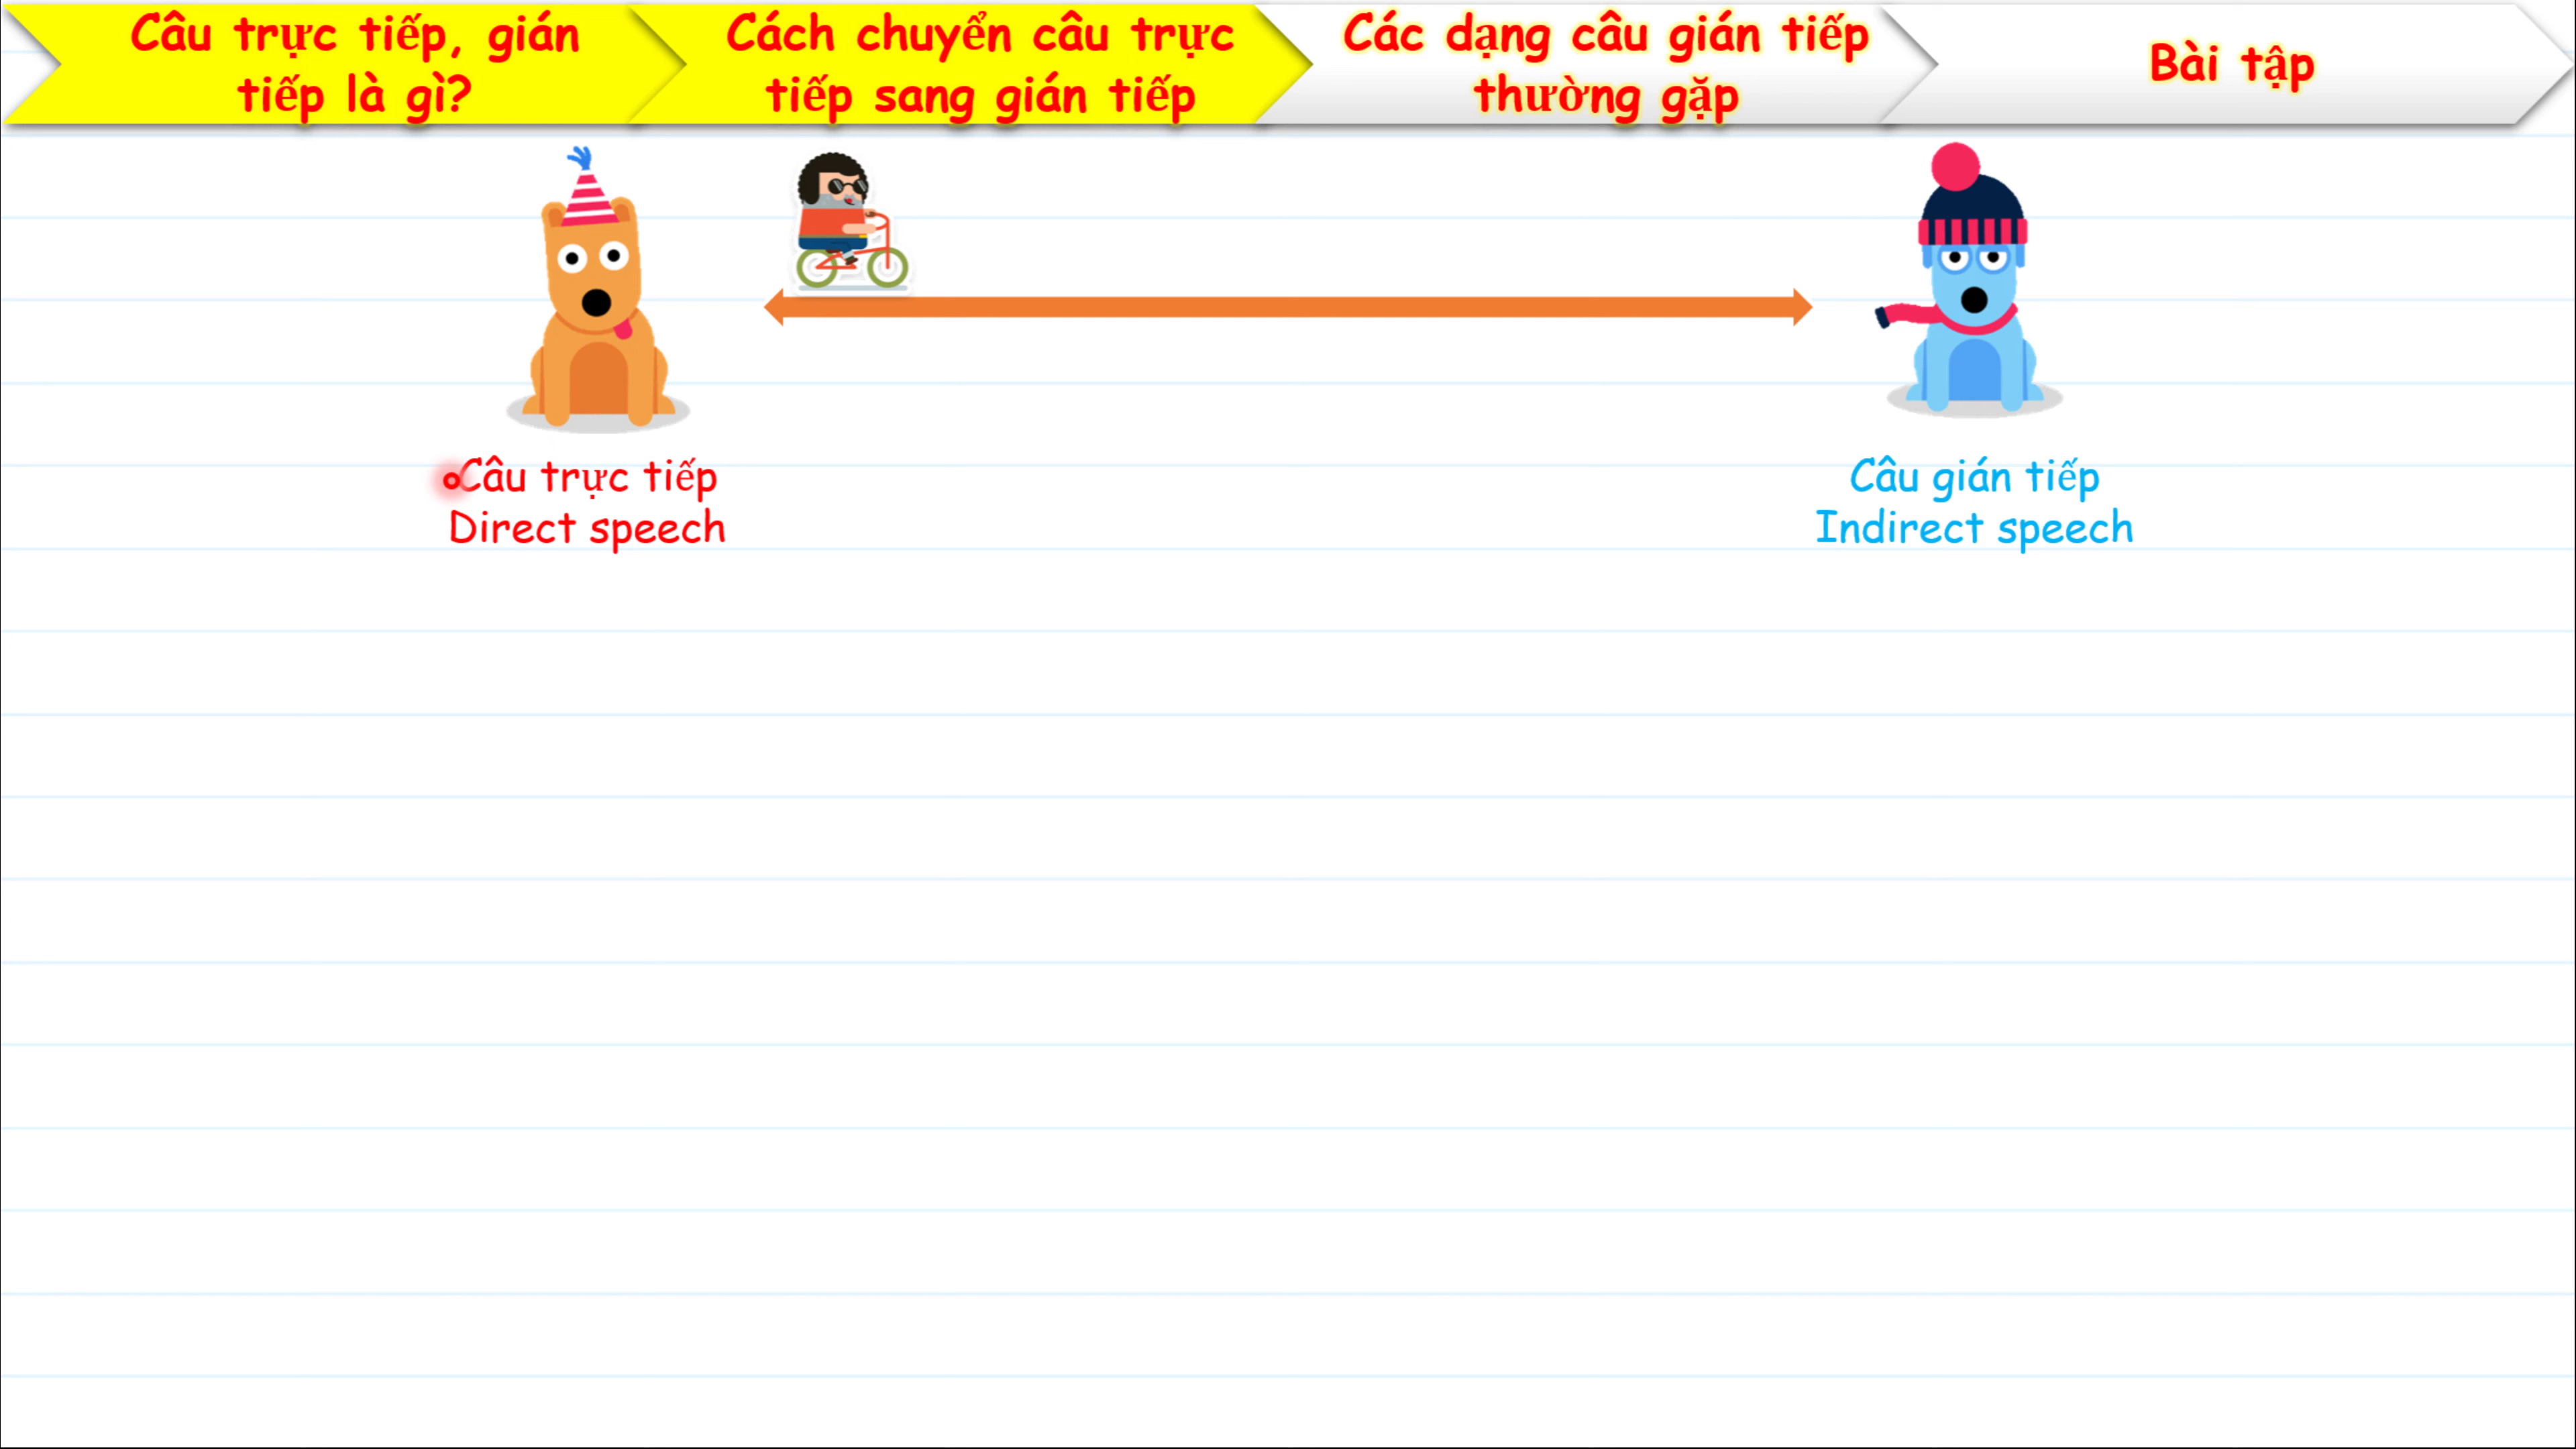 Câu trực tiếp, gián
tiếp là gì?
Cách chuyển câu trực
tiếp sang gián tiếp
Các dạng câu gián tiếp
thường gặp
Bài tập
Câu trực tiếp
Direct speech
Câu gián tiếp
Indirect speech